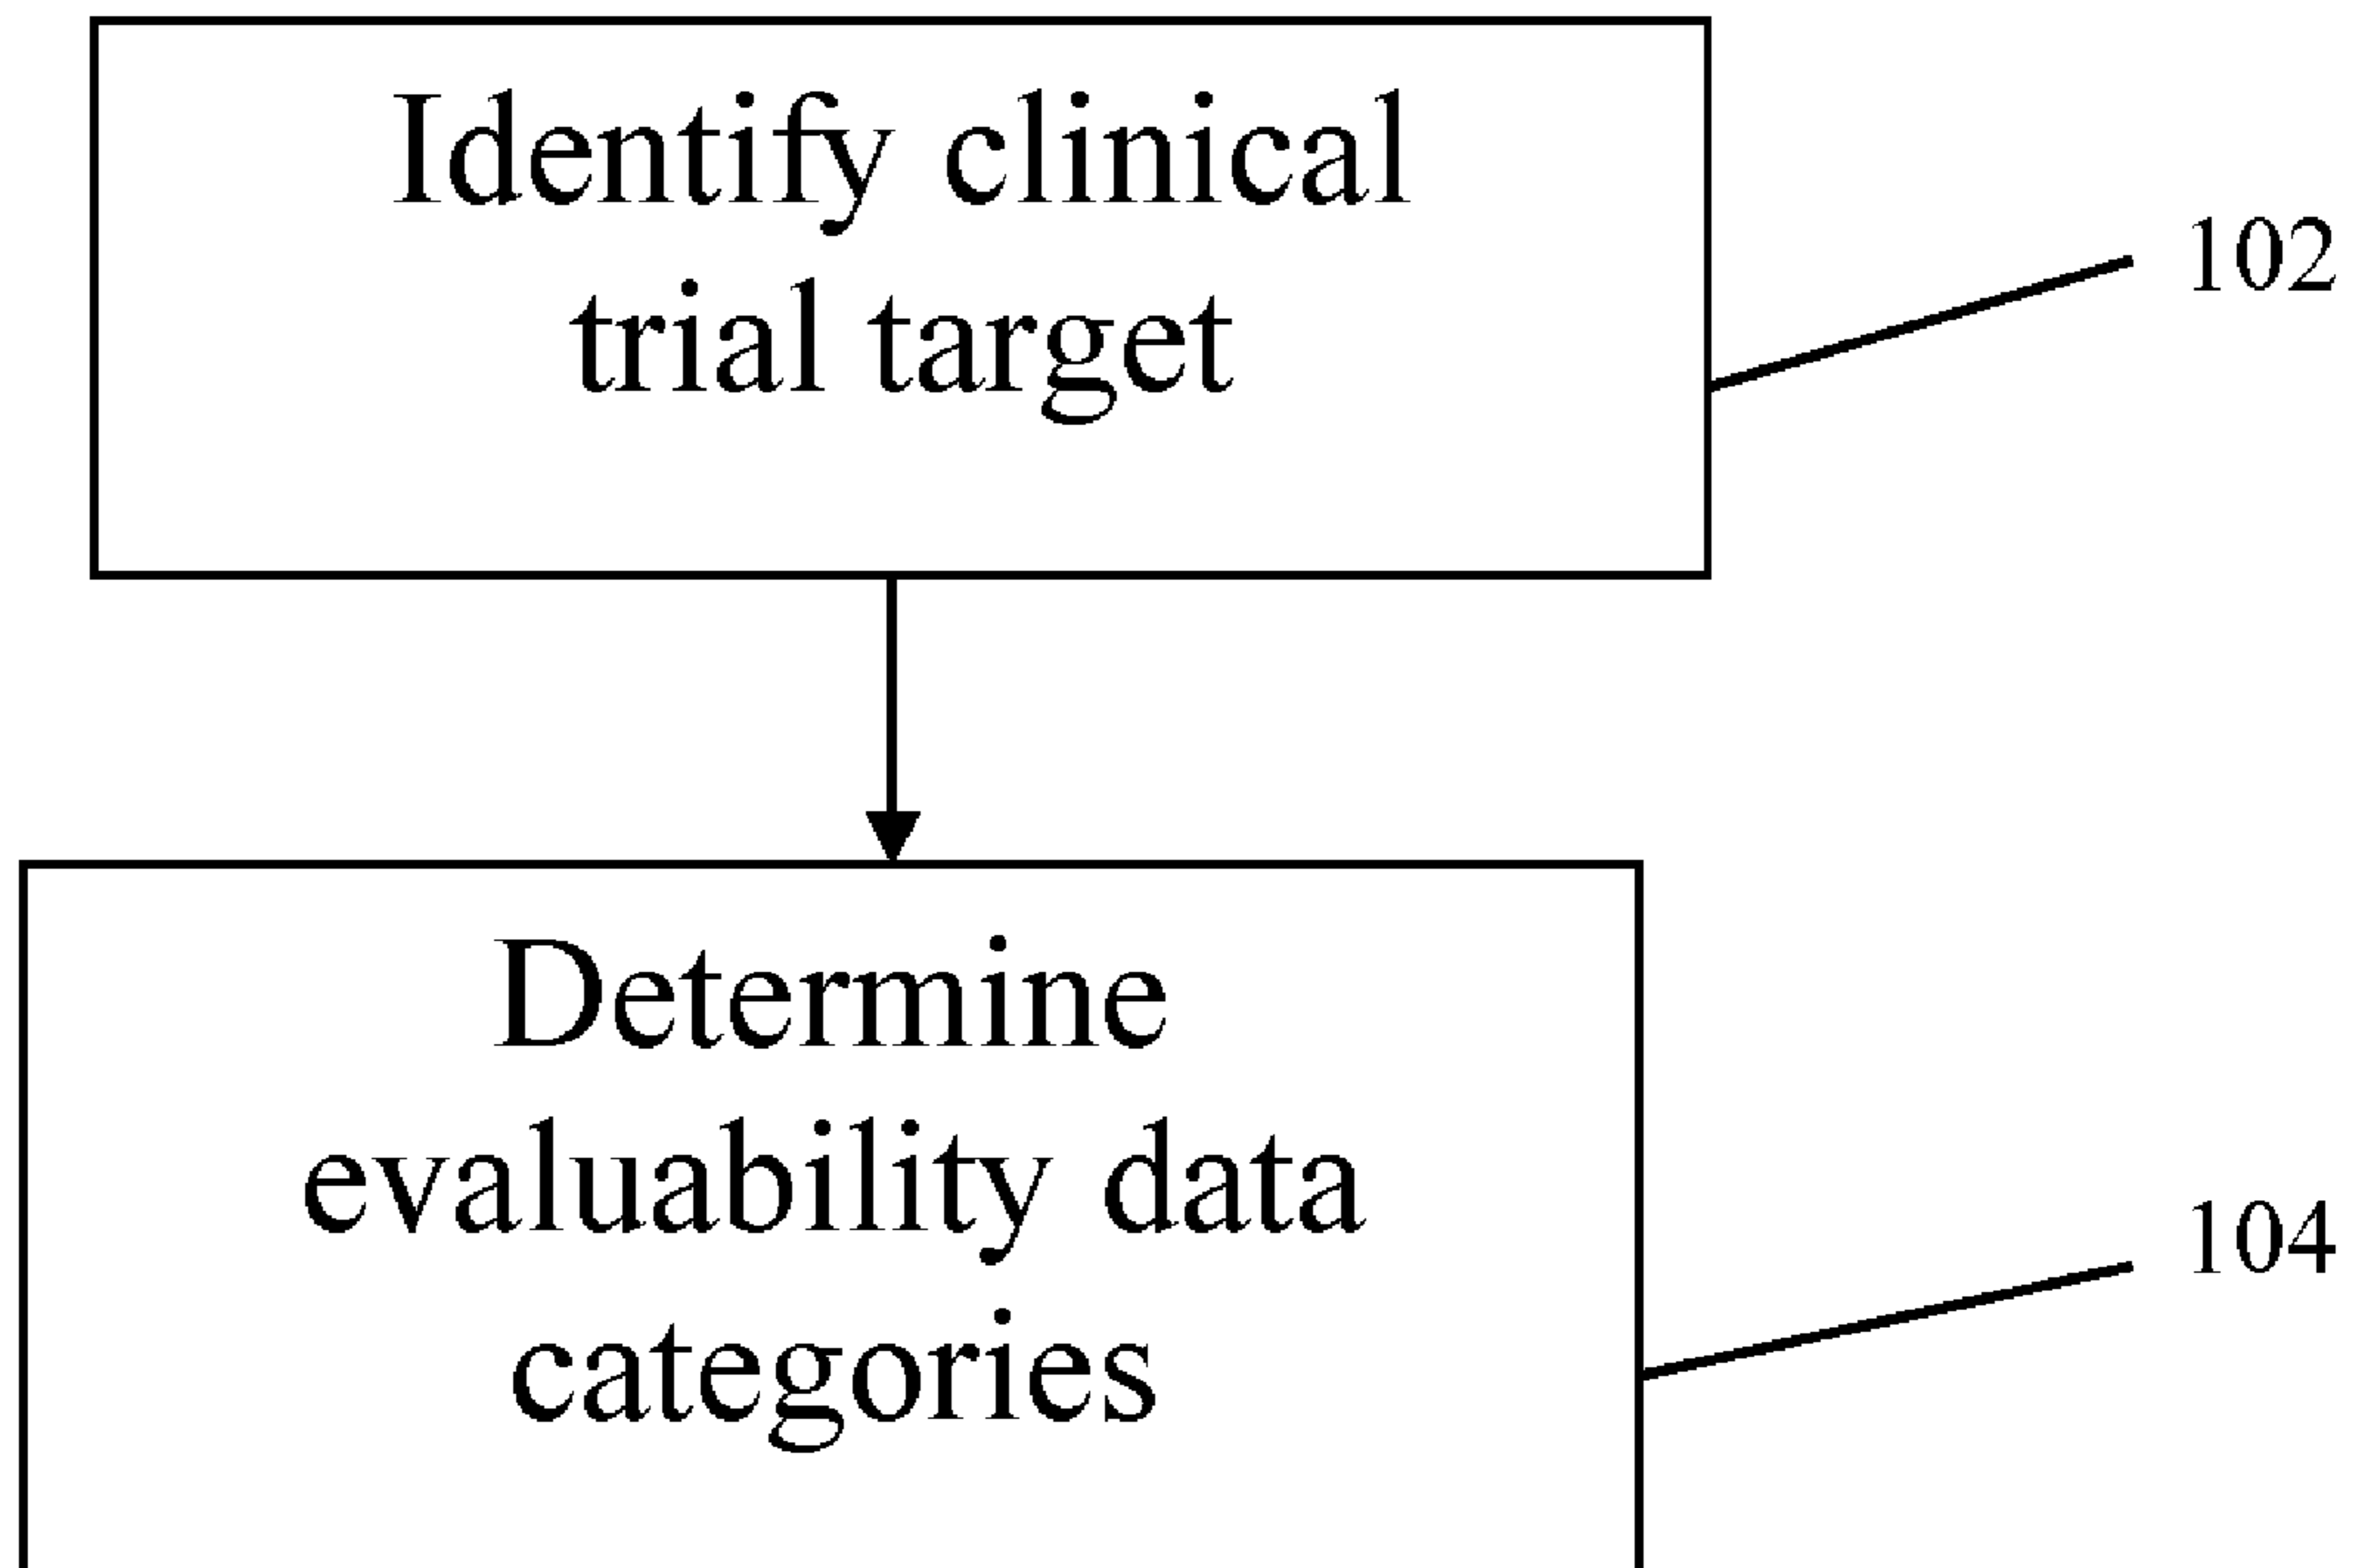 Identify clinical
trial target
102
Determine
evaluability data
categories
104